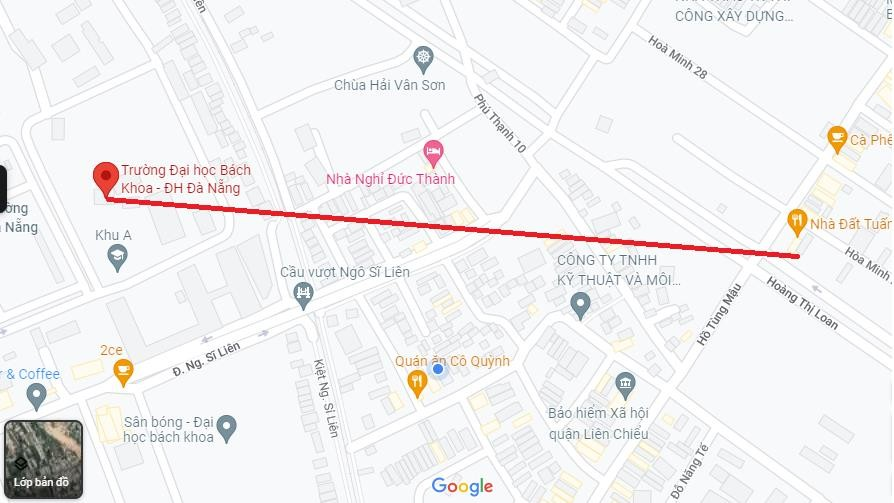 CÔNG XÂY DỰNG...
Hoà Minh 28
Chùa Hải Vân Sơn
Phú Thạnh 10
Cà Phê
Trường Đại học Bách
Khoa - ĐH Đà Nẵng
Nhà Nghỉ Đức Thành
Nẵng
Nhà Đất Tuấn
Khu A
Hòa Minh
CÔNG TY TNHH
KỸ THUẬT VÀ MÔI...
Cầu vượt Ngô Sĩ Liên
Hoàng Thị Loan
Hồ Tùng Mậu
Đ. Ng. Sĩ Liên
2ce
& Coffee
Quán ăn Cô Quỳnh
Kiệt Ng. Sĩ Liên
Sân bóng - Đại
học bách khoa
Bảo hiểm Xã hội
quận Liên Chiểu
Đỗ Năng Tế
Lớp bản đồ
Google